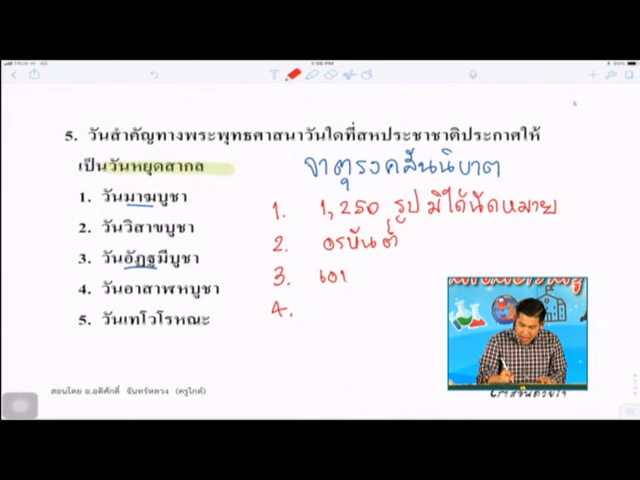 1:36 PM
5
5. วันสำคัญทางพระพุทธศาสนาวันใดที่สหประชาชาติประกาศให้
เป็นวันหยุดสากล
จาตุรงคสันนิบาต
1. วันมาฆบูชา
1. 1,250 รูป มิได้นัดหมาย
2. วันวิสาขบูชา
2. อรหันต์
3. วันอัฏฐมีบูชา
3. เอ
4. วันอาสาฬหบูชา
4.
5. วันเทโวโรหณะ
สอนโดย อ.อดิศักดิ์ จันทร์หลวง (ครูไกด์)